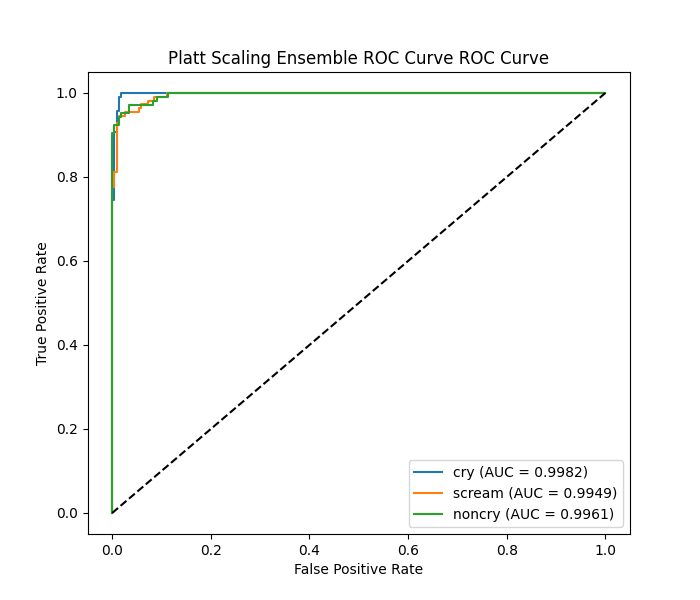 Platt Scaling Ensemble ROC Curve ROC Curve
True Positive Rate
1.0
0.8
0.6
0.4
0.2
0.0
cry (AUC = 0.9982)
scream (AUC = 0.9949)
noncry (AUC = 0.9961)
0.0 0.2 0.4 0.6 0.8 1.0
False Positive Rate